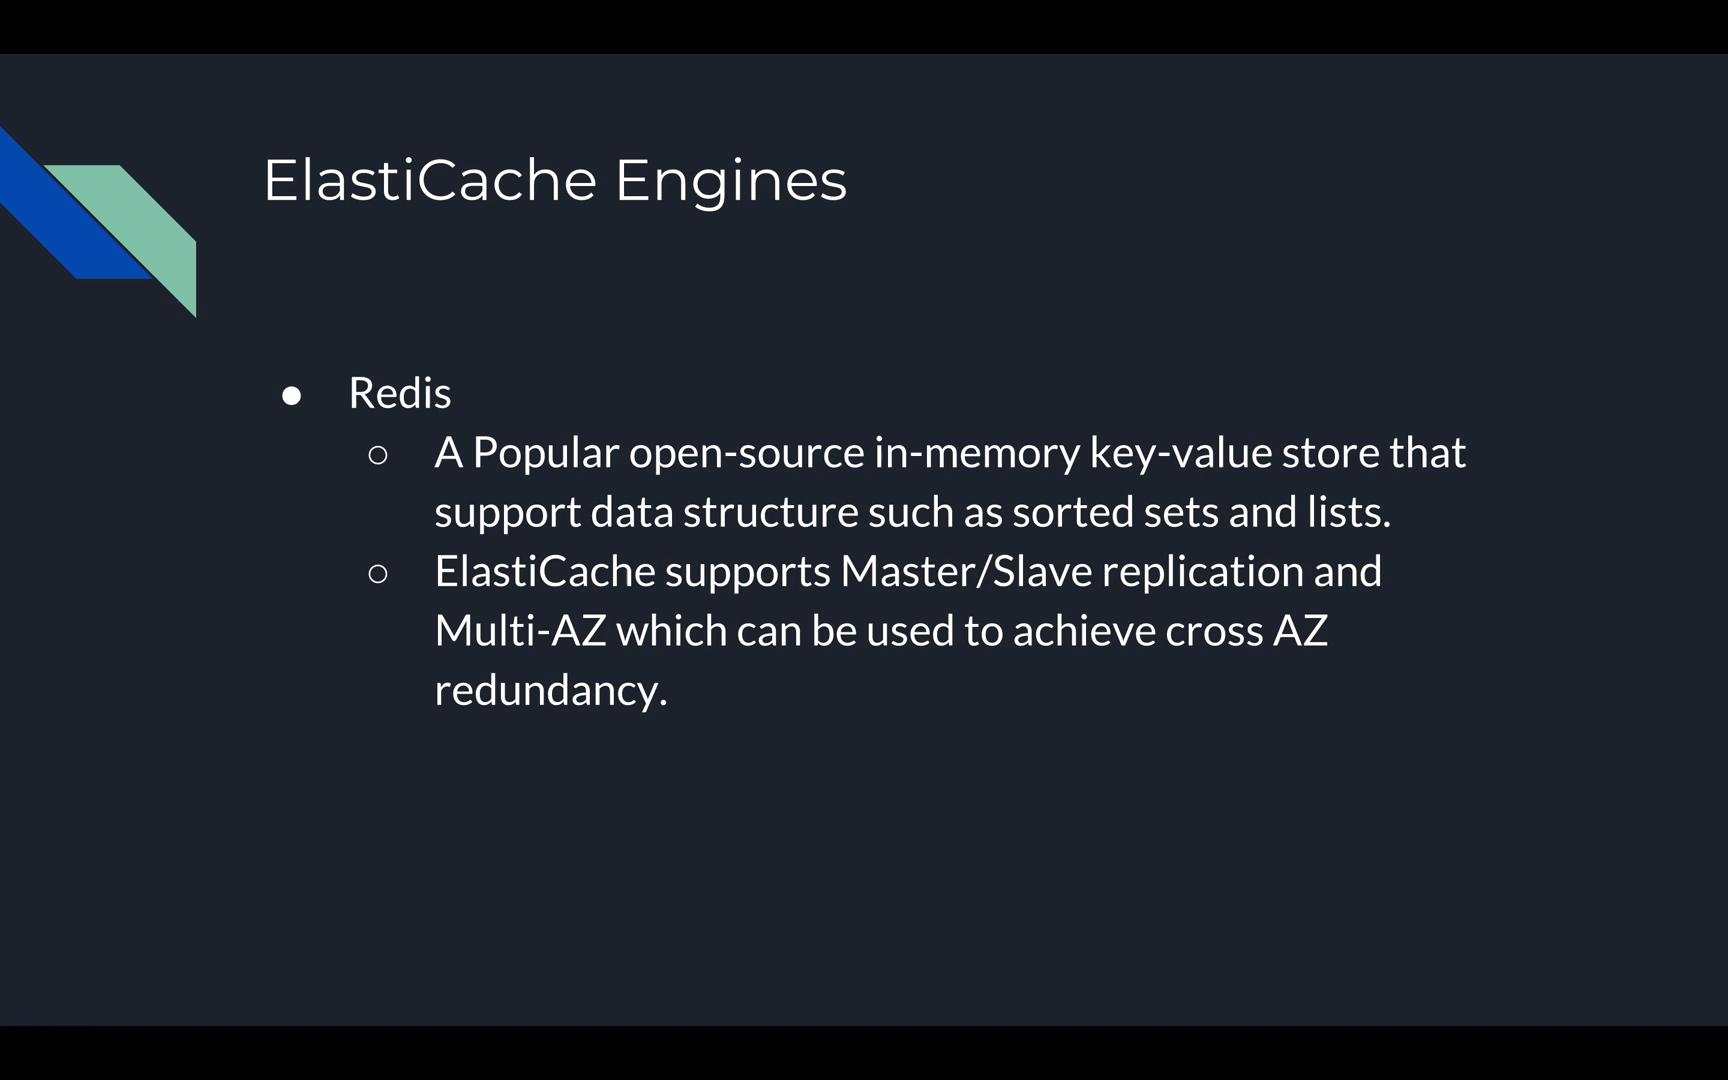 ElastiCache Engines
● Redis
○ A Popular open-source in-memory key-value store that
support data structure such as sorted sets and lists.
○ ElastiCache supports Master/Slave replication and
Multi-AZ which can be used to achieve cross AZ
redundancy.